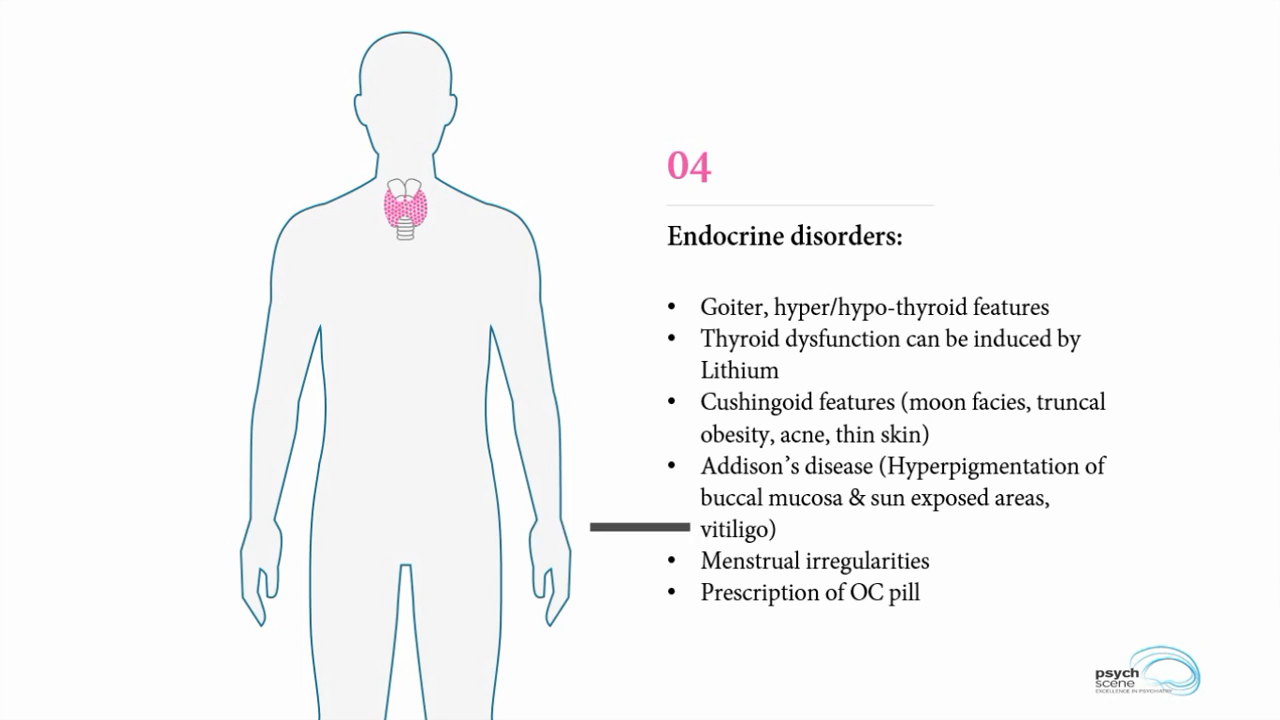 04
Endocrine disorders:
• Goiter, hyper/hypo-thyroid features
• Thyroid dysfunction can be induced by
Lithium
• Cushingoid features (moon facies, truncal
obesity, acne, thin skin)
• Addison’s disease (Hyperpigmentation of
buccal mucosa & sun exposed areas,
vitiligo)
• Menstrual irregularities
• Prescription of OC pill
psych
scene
EXCELLENCE IN PSYCHIATRY